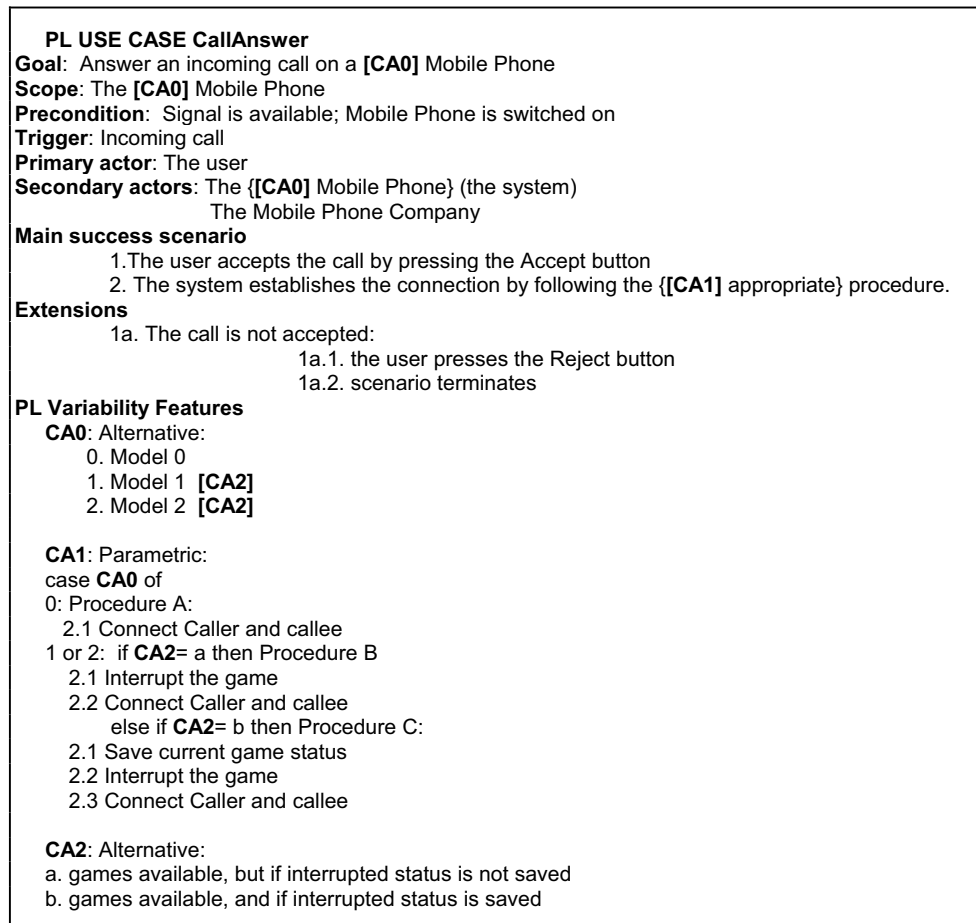 PL USE CASE CallAnswer
Goal: Answer an incoming call on a [CA0] Mobile Phone
Scope: The [CA0] Mobile Phone
Precondition: Signal is available; Mobile Phone is switched on
Trigger: Incoming call
Primary actor: The user
Secondary actors: The {[CA0] Mobile Phone} (the system)
The Mobile Phone Company
Main success scenario
1.The user accepts the call by pressing the Accept button
2. The system establishes the connection by following the {[CA1] appropriate} procedure.
Extensions
1a. The call is not accepted:
1a.1. the user presses the Reject button
1a.2. scenario terminates
PL Variability Features
CA0: Alternative:
0. Model 0
1. Model 1 [CA2]
2. Model 2 [CA2]
CA1: Parametric:
case CA0 of
0: Procedure A:
2.1 Connect Caller and callee
1 or 2: if CA2= a then Procedure B
2.1 Interrupt the game
2.2 Connect Caller and callee
else if CA2= b then Procedure C:
2.1 Save current game status
2.2 Interrupt the game
2.3 Connect Caller and callee
CA2: Alternative:
a. games available, but if interrupted status is not saved
b. games available, and if interrupted status is saved